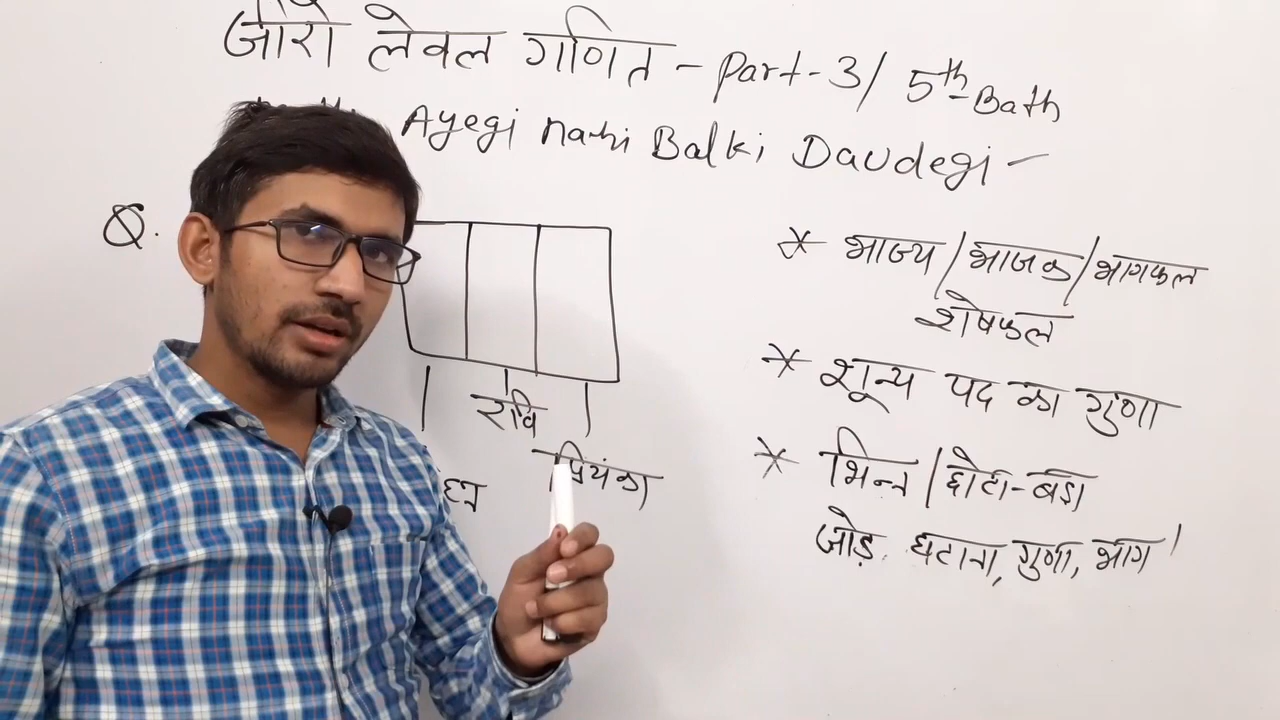 जीरो लेवल गणित - Part-3/ 5th Bath
Ayegi Nahi Balki Daudegi -
Q.
रवि
प्रियंका
* भाज्य/भाजक/भागफल
शेषफल
* शून्य पद का गुणा
* भिन्न/छोटा-बड़ा
जोड़ घटाना, गुणा, भाग